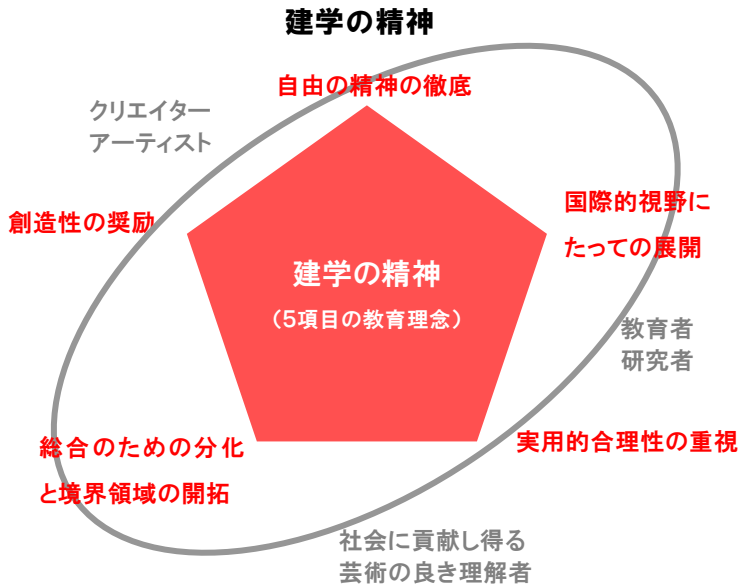 建学の精神
自由の精神の徹底
クリエイター
アーティスト
創造性の奨励
国際的視野に
たっての展開
建学の精神
（5項目の教育理念）
教育者
研究者
総合のための分化
と境界領域の開拓
実用的合理性の重視
社会に貢献し得る
芸術の良き理解者